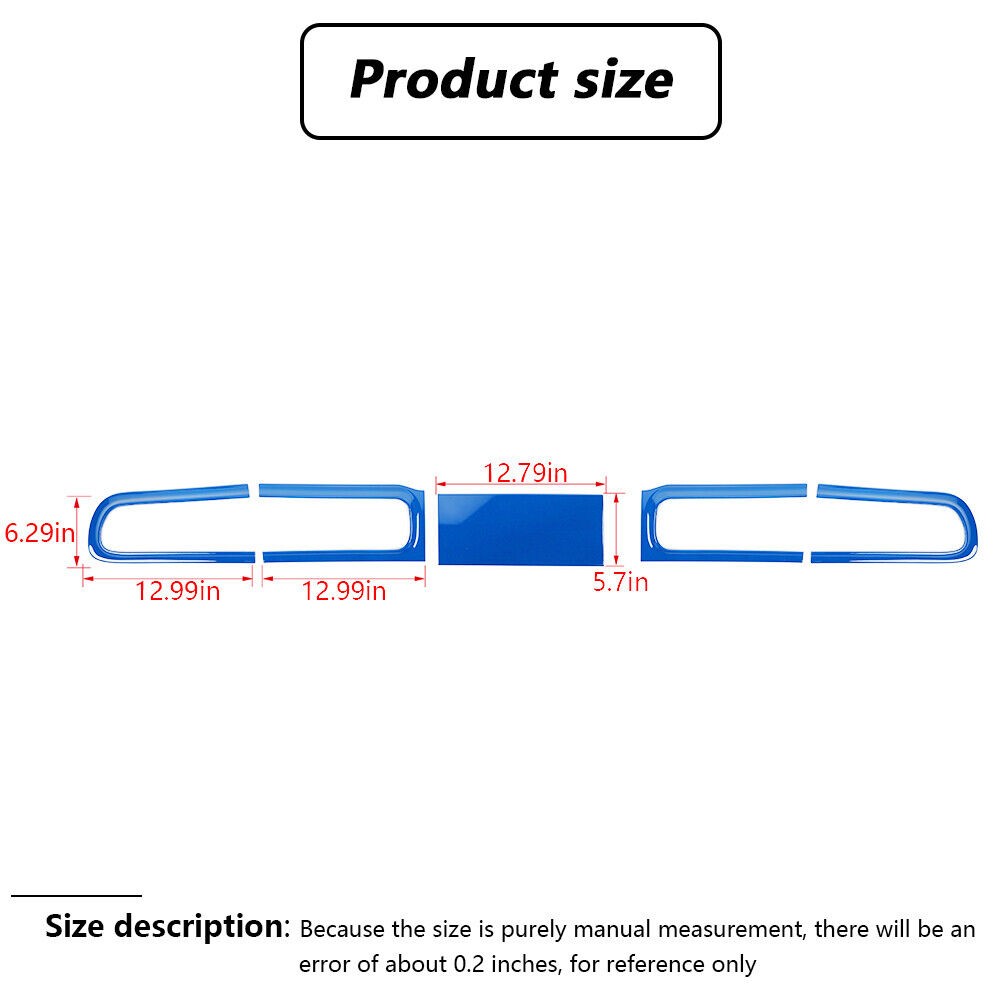 Product size
12.79in
6.29in
5.7in
12.99in
12.99in
Size description: Because the size is purely manual measurement, there will be an
error of about 0.2 inches, for reference only